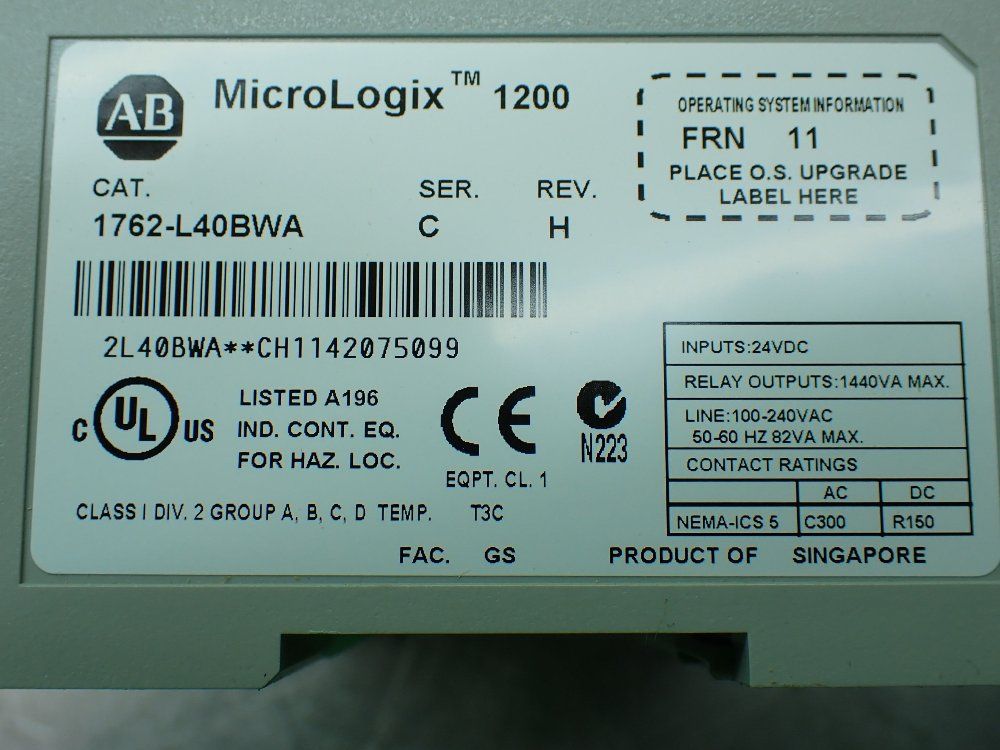 A·B
MicroLogix™ 1200
OPERATING SYSTEM INFORMATION
FRN 11
PLACE O.S. UPGRADE
LABEL HERE
CAT. SER. REV.
1762-L40BWA C H
2L40BWA**CH1142075099
C UL US
LISTED A196
IND. CONT. EQ.
FOR HAZ. LOC.
CE
EQPT. CL. 1
N223
CLASS I DIV. 2 GROUP A, B, C, D TEMP. T3C
INPUTS:24VDC
RELAY OUTPUTS:1440VA MAX.
LINE:100-240VAC
50-60 HZ 82VA MAX.
CONTACT RATINGS
AC DC
NEMA-ICS 5 C300 R150
FAC. GS PRODUCT OF SINGAPORE